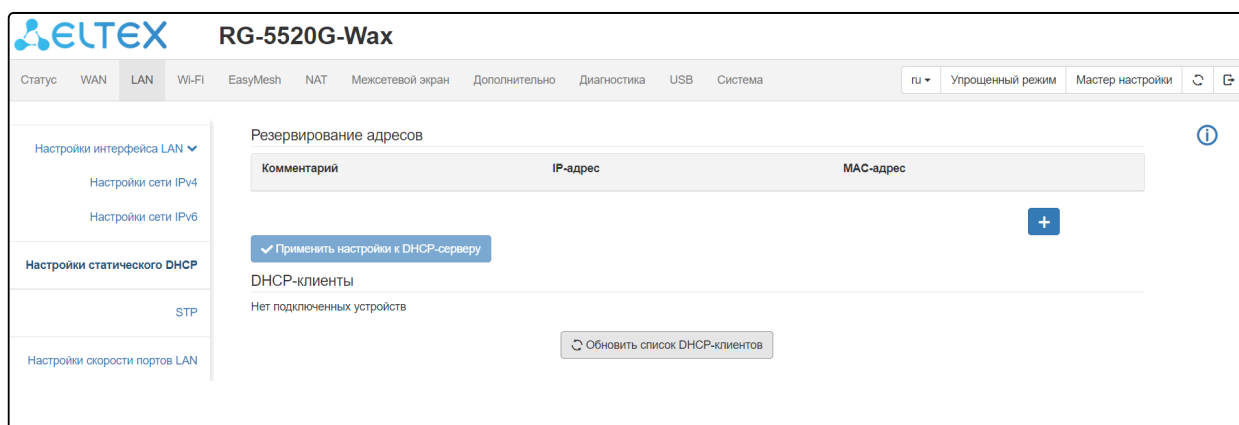 ELTEX RG-5520G-Wax
Статус WAN LAN Wi-Fi EasyMesh NAT Межсетевой экран Дополнительно Диагностика USB Система ru Упрощенный режим Мастер настройки
Настройки интерфейса LAN
Настройки сети IPv4
Настройки сети IPv6
Настройки статического DHCP
STP
Настройки скорости портов LAN
Резервирование адресов
Комментарий IP-адрес MAC-адрес
+
Применить настройки к DHCP-серверу
DHCP-клиенты
Нет подключенных устройств
Обновить список DHCP-клиентов